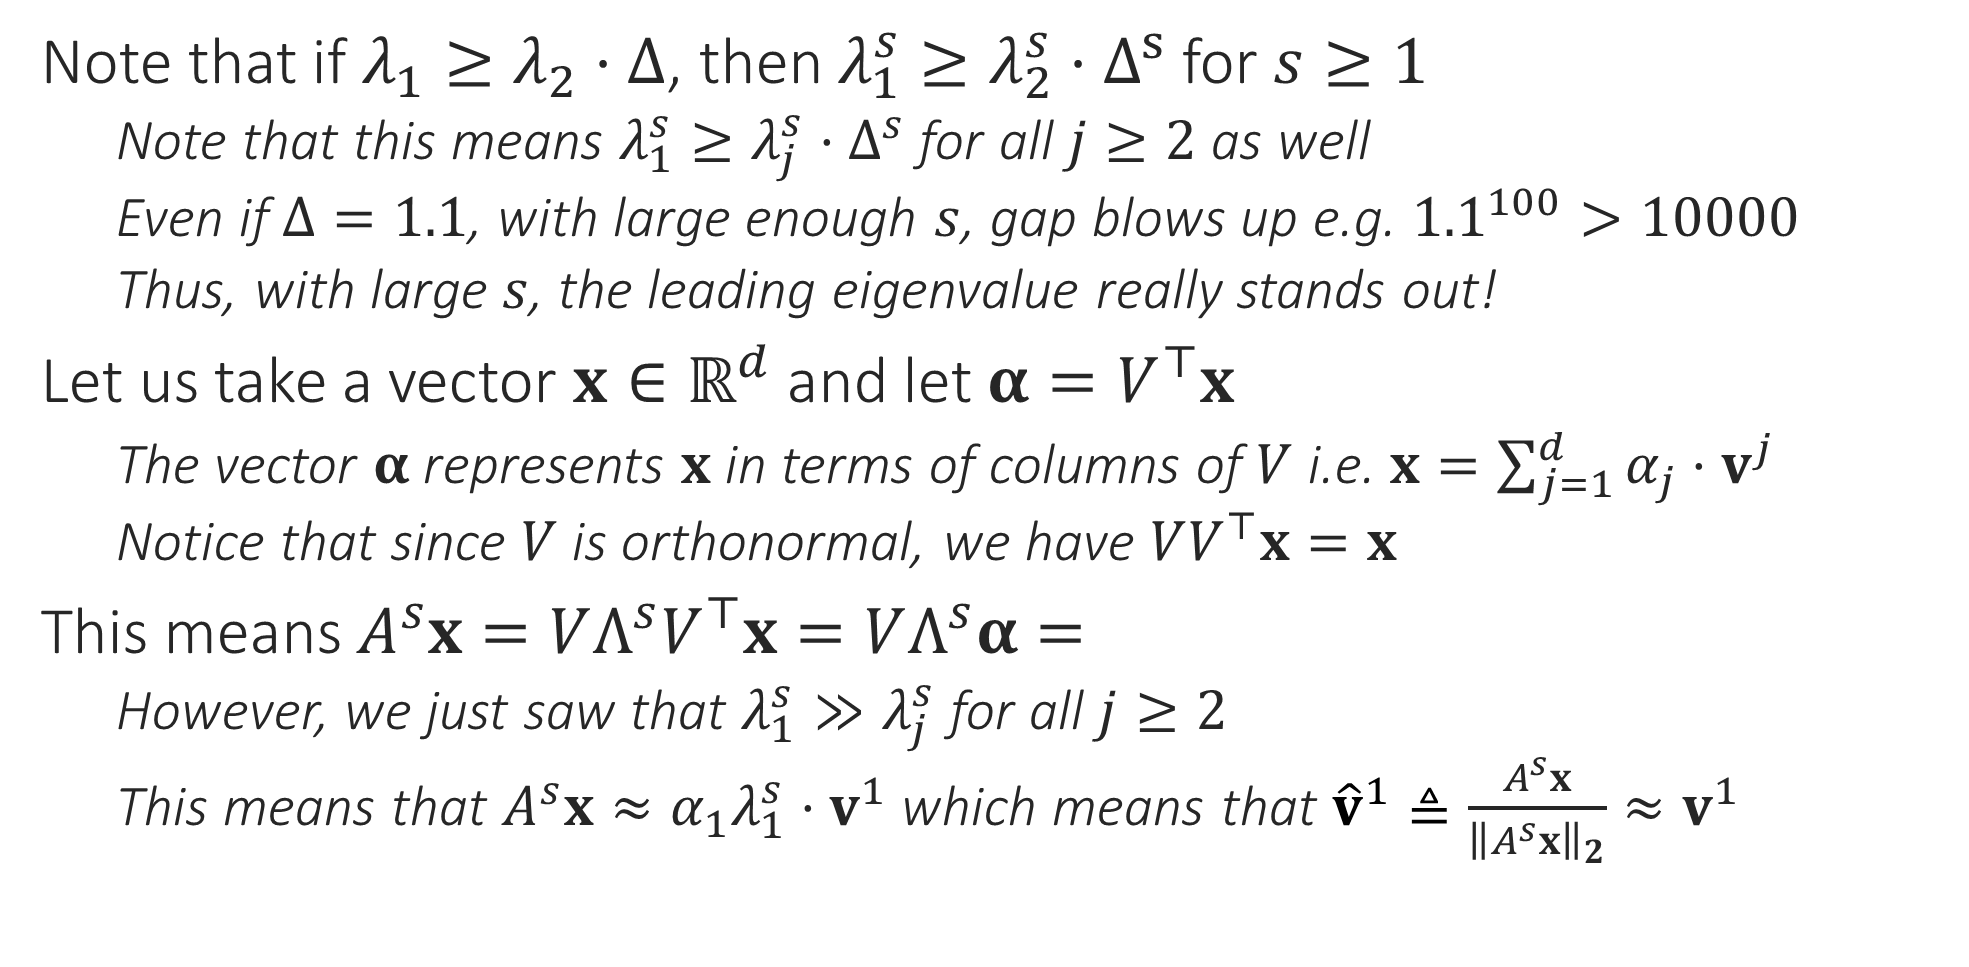 Note that if λ₁ ≥ λ₂ · Δ, then λ₁ˢ ≥ λ₂ˢ · Δˢ for s ≥ 1
Note that this means λ₁ˢ ≥ λⱼˢ · Δˢ for all j ≥ 2 as well
Even if Δ = 1.1, with large enough s, gap blows up e.g. 1.1¹⁰⁰ > 10000
Thus, with large s, the leading eigenvalue really stands out!
Let us take a vector 𝐱 ∈ ℝᵈ and let 𝛂 = V⊤𝐱
The vector 𝛂 represents 𝐱 in terms of columns of V i.e. 𝐱 = ∑ⱼ₌₁ᵈ αⱼ · 𝐯ʲ
Notice that since V is orthonormal, we have VV⊤𝐱 = 𝐱
This means Aˢ𝐱 = VΛˢV⊤𝐱 = VΛˢ𝛂 =
However, we just saw that λ₁ˢ ≫ λⱼˢ for all j ≥ 2
This means that Aˢ𝐱 ≈ α₁λ₁ˢ · 𝐯¹ which means that 𝐯̂¹ ≜ Aˢ𝐱 / ‖Aˢ𝐱‖₂ ≈ 𝐯¹